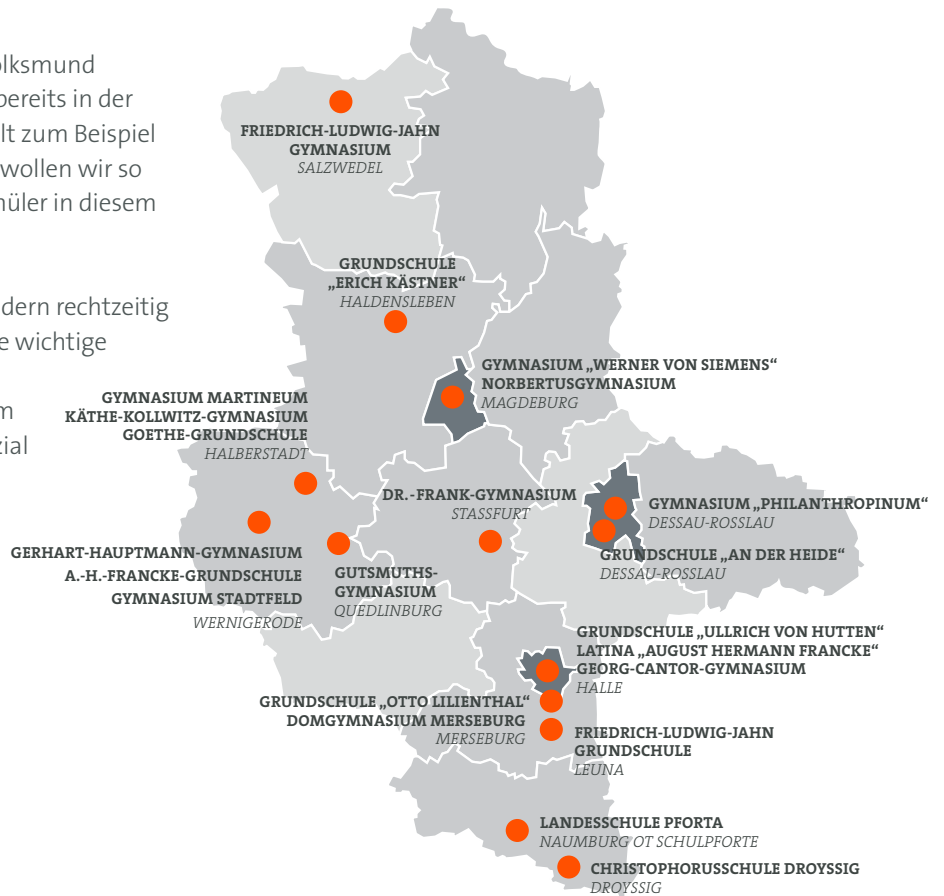 olksmund
bereits in der
lt zum Beispiel
wollen wir so
hüler in diesem
dern rechtzeitig
e wichtige
m
zial
FRIEDRICH-LUDWIG-JAHN
GYMNASIUM
SALZWEDEL
GRUNDSCHULE
„ERICH KÄSTNER“
HALDENSLEBEN
GYMNASIUM „WERNER VON SIEMENS“
NORBERTUSGYMNASIUM
MAGDEBURG
GYMNASIUM MARTINEUM
KÄTHE-KOLLWITZ-GYMNASIUM
GOETHE-GRUNDSCHULE
HALBERSTADT
DR.-FRANK-GYMNASIUM
STASSFURT
GYMNASIUM „PHILANTHROPINUM“
DESSAU-ROSSLAU
GRUNDSCHULE „AN DER HEIDE“
DESSAU-ROSSLAU
GERHART-HAUPTMANN-GYMNASIUM
A.-H.-FRANCKE-GRUNDSCHULE
GYMNASIUM STADTFELD
WERNIGERODE
GUTSMUTHS-
GYMNASIUM
QUEDLINBURG
GRUNDSCHULE „ULLRICH VON HUTTEN“
LATINA „AUGUST HERMANN FRANCKE“
GEORG-CANTOR-GYMNASIUM
HALLE
GRUNDSCHULE „OTTO LILIENTHAL“
DOMGYMNASIUM MERSEBURG
MERSEBURG
FRIEDRICH-LUDWIG-JAHN
GRUNDSCHULE
LEUNA
LANDESSCHULE PFORTA
NAUMBURG OT SCHULPFORTE
CHRISTOPHORUSSCHULE DROYSSIG
DROYSSIG